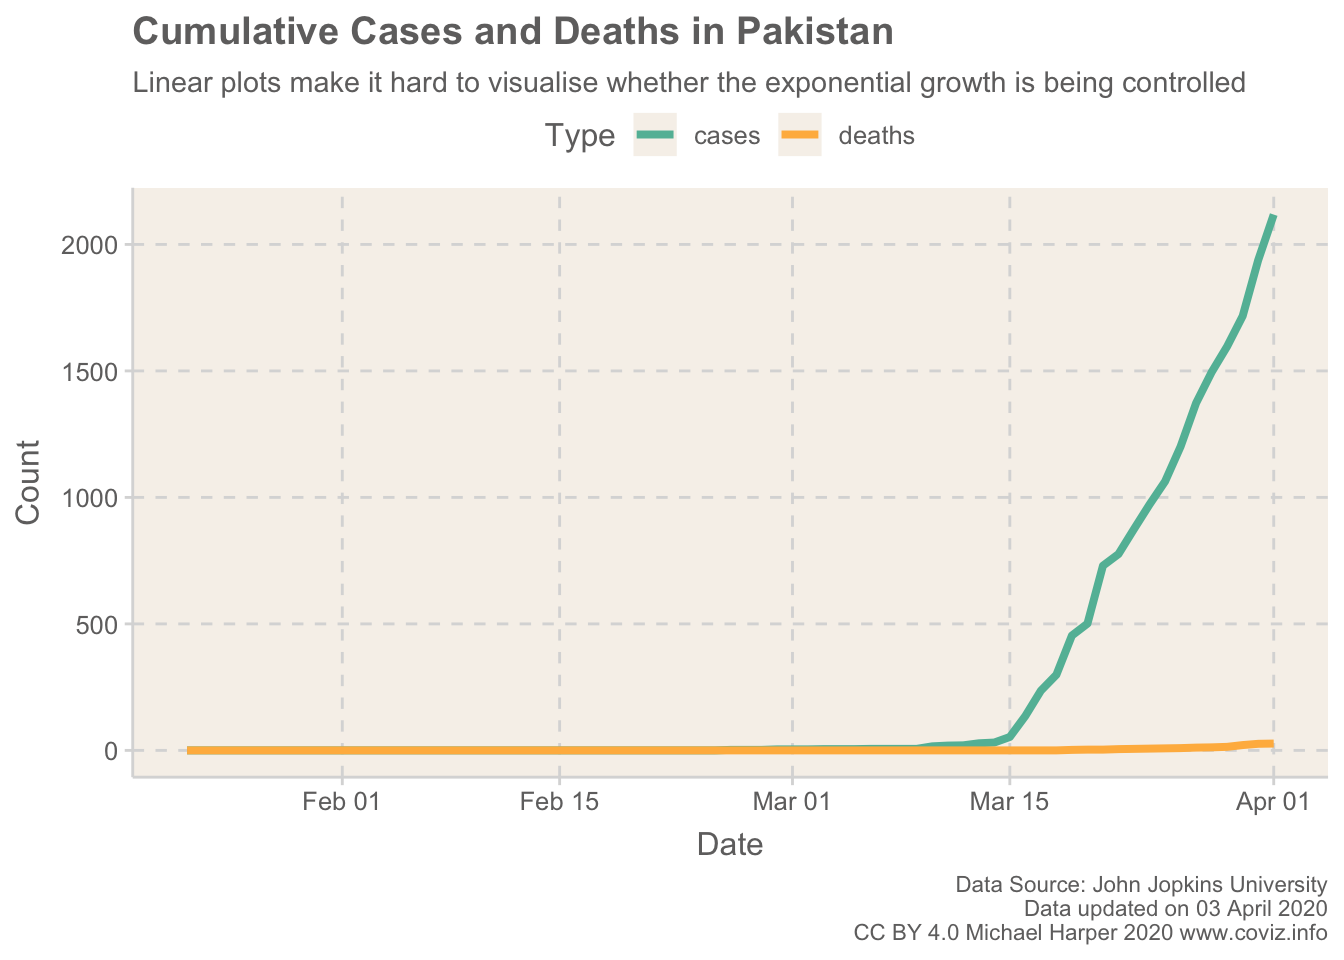 Cumulative Cases and Deaths in Pakistan
Linear plots make it hard to visualise whether the exponential growth is being controlled
Type cases deaths
2000
1500
1000
500
0
Count
Feb 01 Feb 15 Mar 01 Mar 15 Apr 01
Date
Data Source: John Jopkins University
Data updated on 03 April 2020
CC BY 4.0 Michael Harper 2020 www.coviz.info